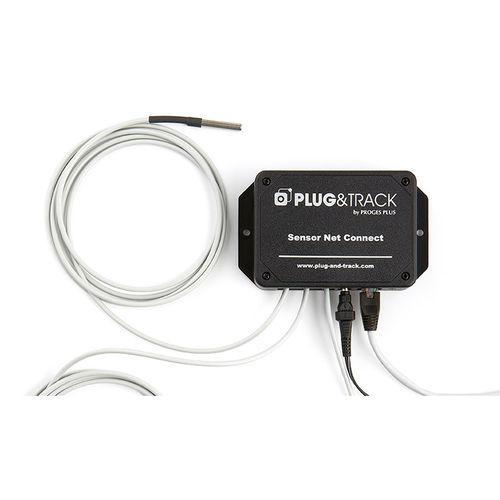 PLUG&TRACK
by PROGES PLUS
Sensor Net Connect
www.plug-and-track.com